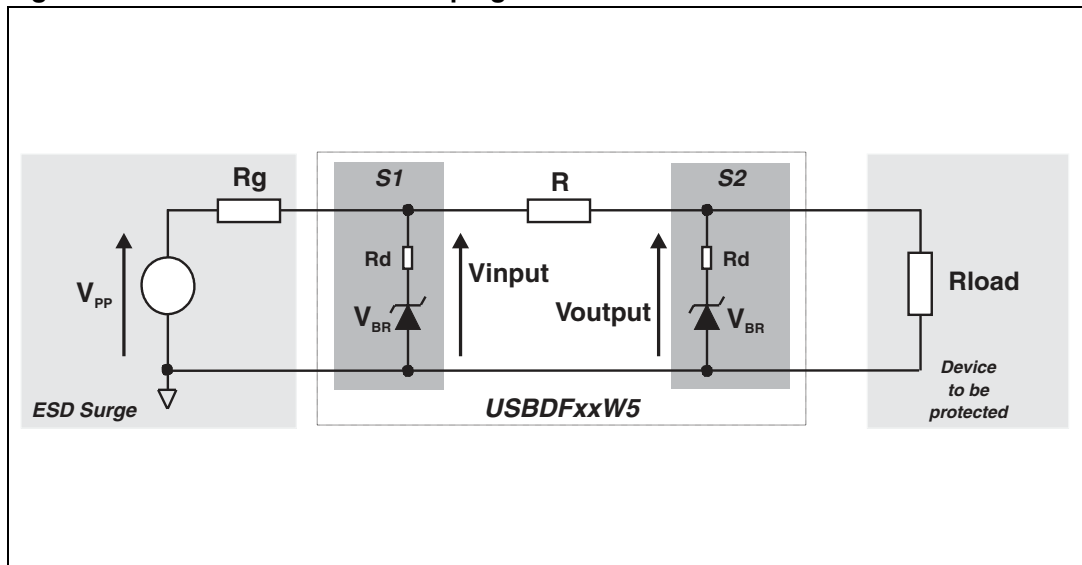 Rg
S1
R
S2
Rd
Vinput
Rd
Rload
VPP
VBR
Voutput
VBR
Device
to be
protected
ESD Surge
USBDFxxW5